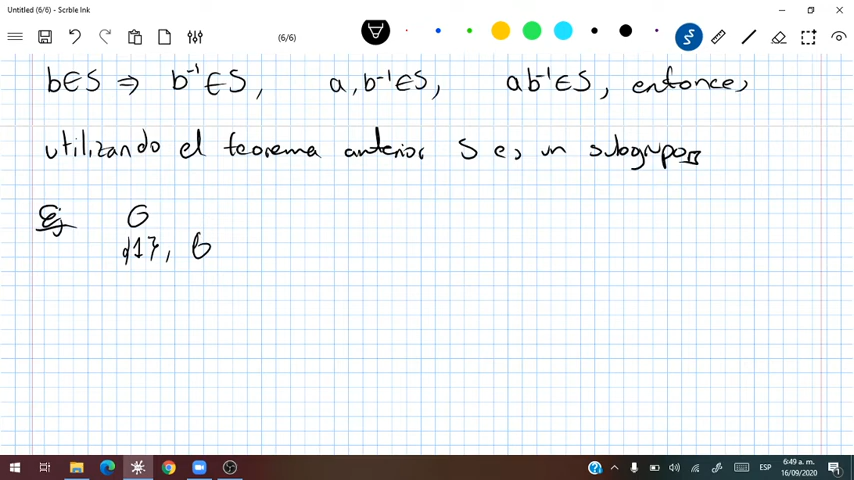 Untitled (6/6) - Scrble Ink
(6/6)
b∈S ⇒ b⁻¹∈S, a, b⁻¹∈S, ab⁻¹∈S, entonces
utilizando el teorema anterior S es un subgrupo□
Ej G
{1}, G
ESP
6:49 a. m.
16/09/2020